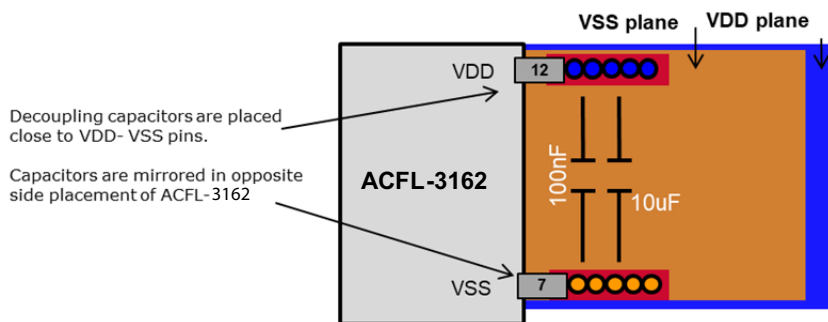 VSS plane
VDD plane
VDD
12
Decoupling capacitors are placed
close to VDD- VSS pins.
Capacitors are mirrored in opposite
side placement of ACFL-3162
ACFL-3162
100nF
10uF
VSS
7